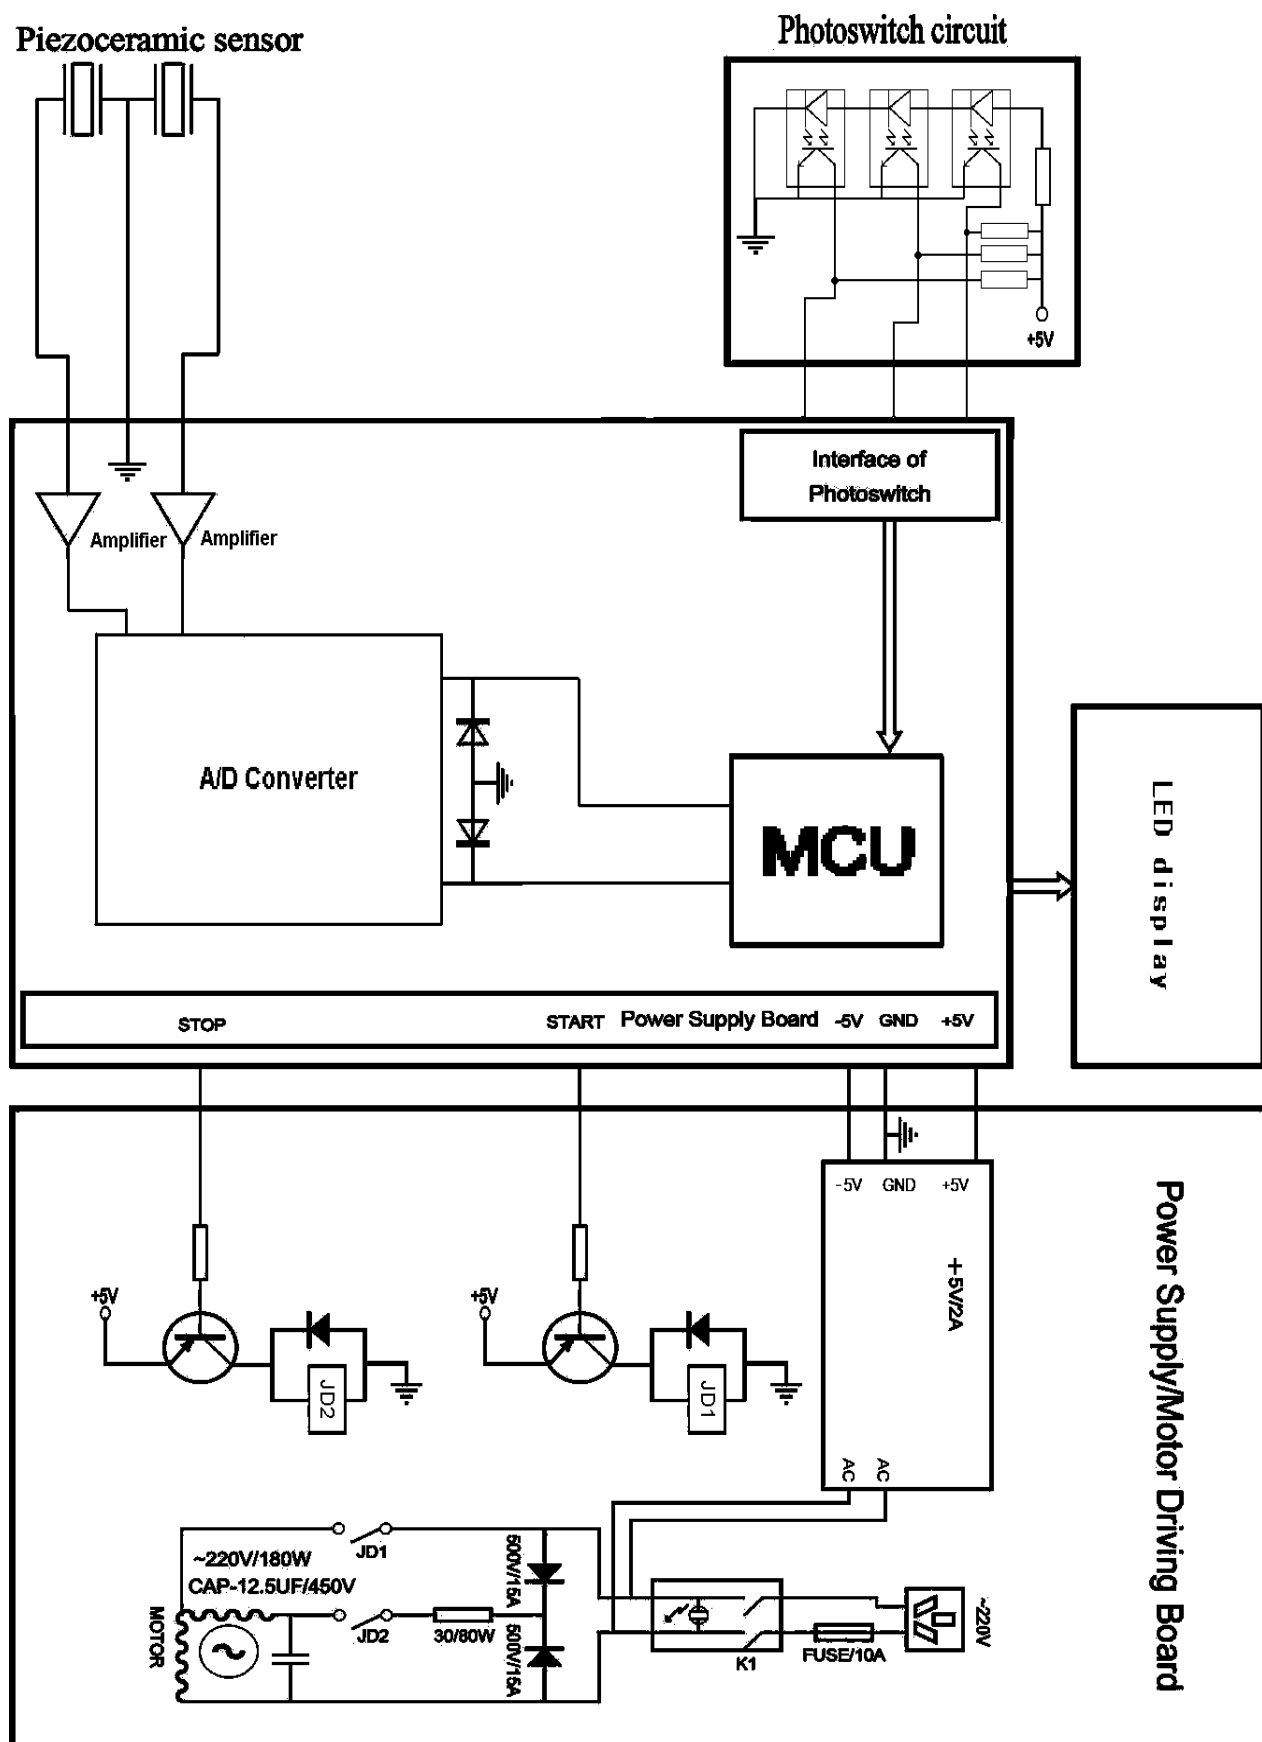 Piezoceramic sensor
Photoswitch circuit
+5V
Interface of
Photoswitch
Amplifier
Amplifier
A/D Converter
MCU
LED display
STOP
START
Power Supply Board
-5V
GND
+5V
-5V
GND
+5V
+5V/2A
AC
AC
+5V
JD2
+5V
JD1
Power Supply/Motor Driving Board
~220V/180W
CAP-12.5UF/450V
JD1
JD2
30/80W
500V/15A
500V/15A
MOTOR
K1
FUSE/10A
~220V